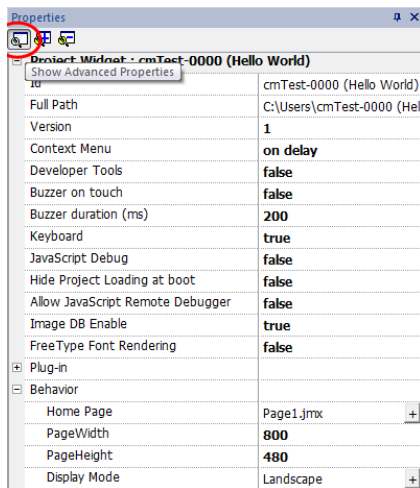 Properties
Project Widget : cmTest-0000 (Hello World)
Show Advanced Properties
Id cmTest-0000 (Hello World)
Full Path C:\Users\cmTest-0000 (Hel
Version 1
Context Menu on delay
Developer Tools false
Buzzer on touch false
Buzzer duration (ms) 200
Keyboard true
JavaScript Debug false
Hide Project Loading at boot false
Allow JavaScript Remote Debugger false
Image DB Enable true
FreeType Font Rendering false
Plug-in
Behavior
Home Page Page1.jmx +
PageWidth 800
PageHeight 480
Display Mode Landscape +